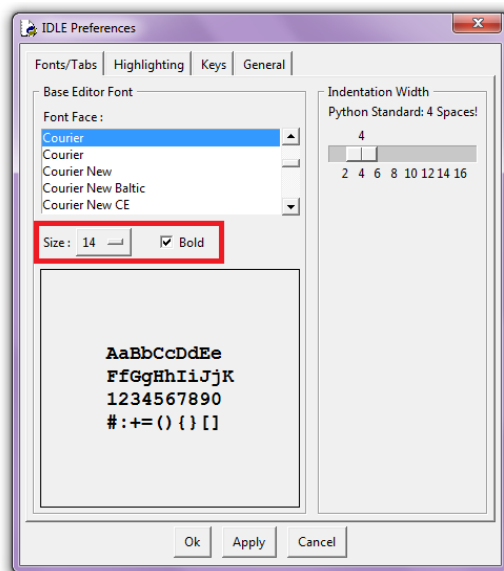 IDLE Preferences
Fonts/Tabs Highlighting Keys General
Base Editor Font
Font Face :
Courier
Courier
Courier New
Courier New Baltic
Courier New CE
Size : 14 Bold
AaBbCcDdEe
FfGgHhIiJjK
1234567890
#:+=(){}[]
Indentation Width
Python Standard: 4 Spaces!
4
2 4 6 8 10 12 14 16
Ok Apply Cancel